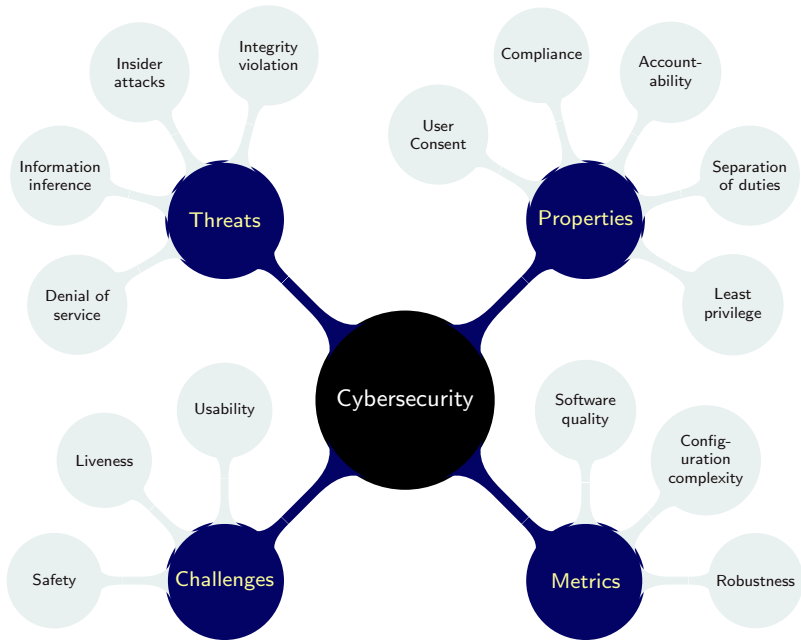 Integrity
violation
Insider
attacks
Information
inference
Denial of
service
Threats
Compliance
Account-
ability
User
Consent
Separation
of duties
Least
privilege
Properties
Cybersecurity
Usability
Liveness
Safety
Challenges
Software
quality
Config-
uration
complexity
Robustness
Metrics